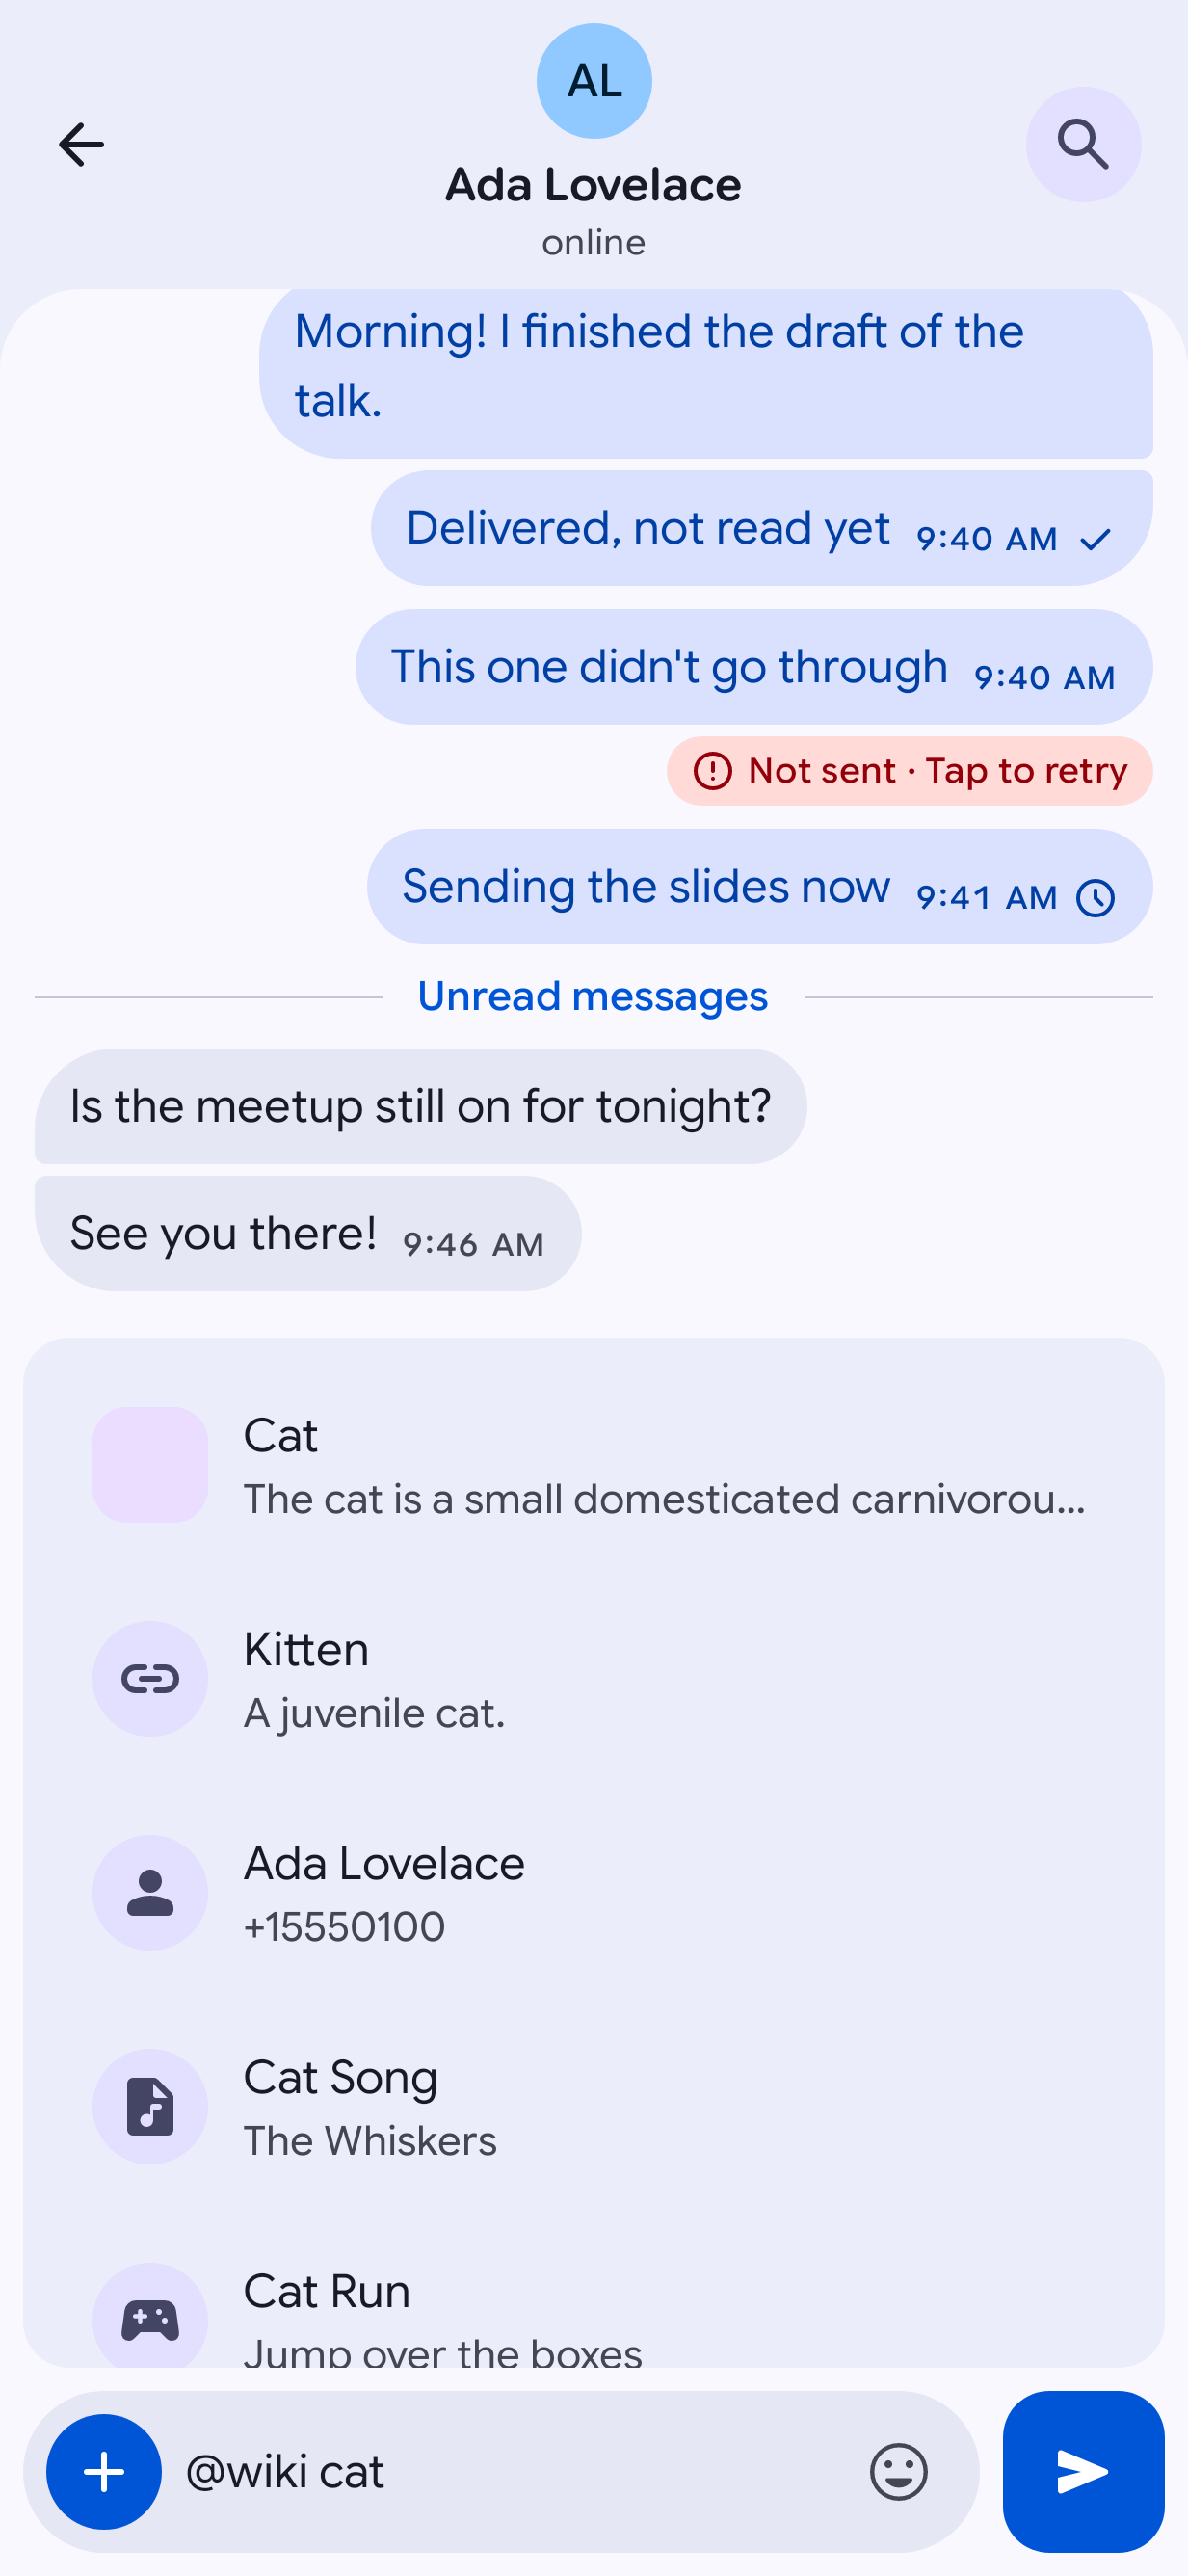 AL
Ada Lovelace
online
Morning! I finished the draft of the
talk.
Delivered, not read yet 9:40 AM
This one didn't go through 9:40 AM
Not sent · Tap to retry
Sending the slides now 9:41 AM
Unread messages
Is the meetup still on for tonight?
See you there! 9:46 AM
Cat
The cat is a small domesticated carnivorou...
Kitten
A juvenile cat.
Ada Lovelace
+15550100
Cat Song
The Whiskers
Cat Run
Jump over the boxes
@wiki cat